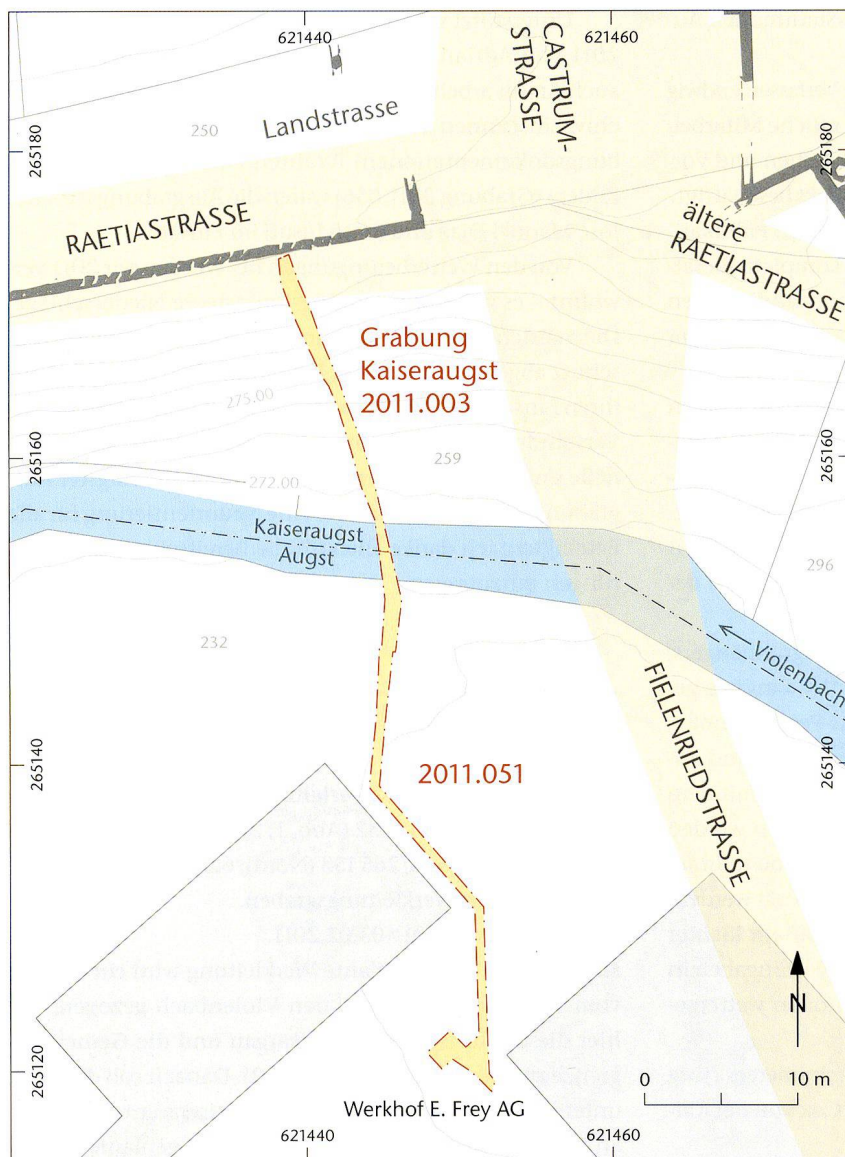 621440
621460
CASTRUM-
STRASSE
Landstrasse
250
265180
265180
RAETIASTRASSE
ältere
RAETIASTRASSE
Grabung
Kaiseraugst
2011.003
275.00
265160
265160
259
272.00
Kaiseraugst
Augst
296
232
Violenbach
FIELENRIEDSTRASSE
265140
265140
2011.051
N
265120
0
10 m
Werkhof E. Frey AG
621440
621460